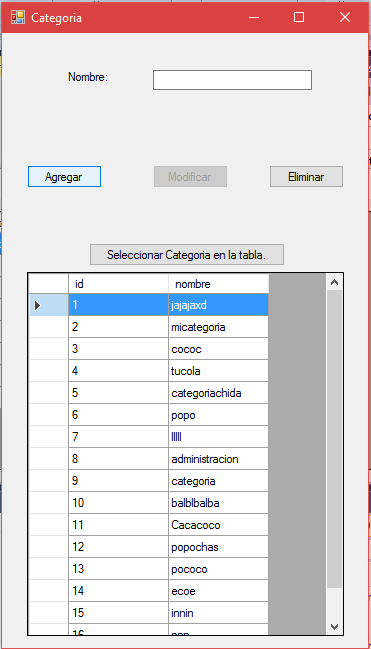 Categoria
Nombre:
Agregar Modificar Eliminar
Seleccionar Categoria en la tabla.
id nombre
1 jajajaxd
2 micategoria
3 cococ
4 tucola
5 categoriachida
6 popo
7 lllll
8 administracion
9 categoria
10 balblbalba
11 Cacacoco
12 popochas
13 pococo
14 ecoe
15 innin
16